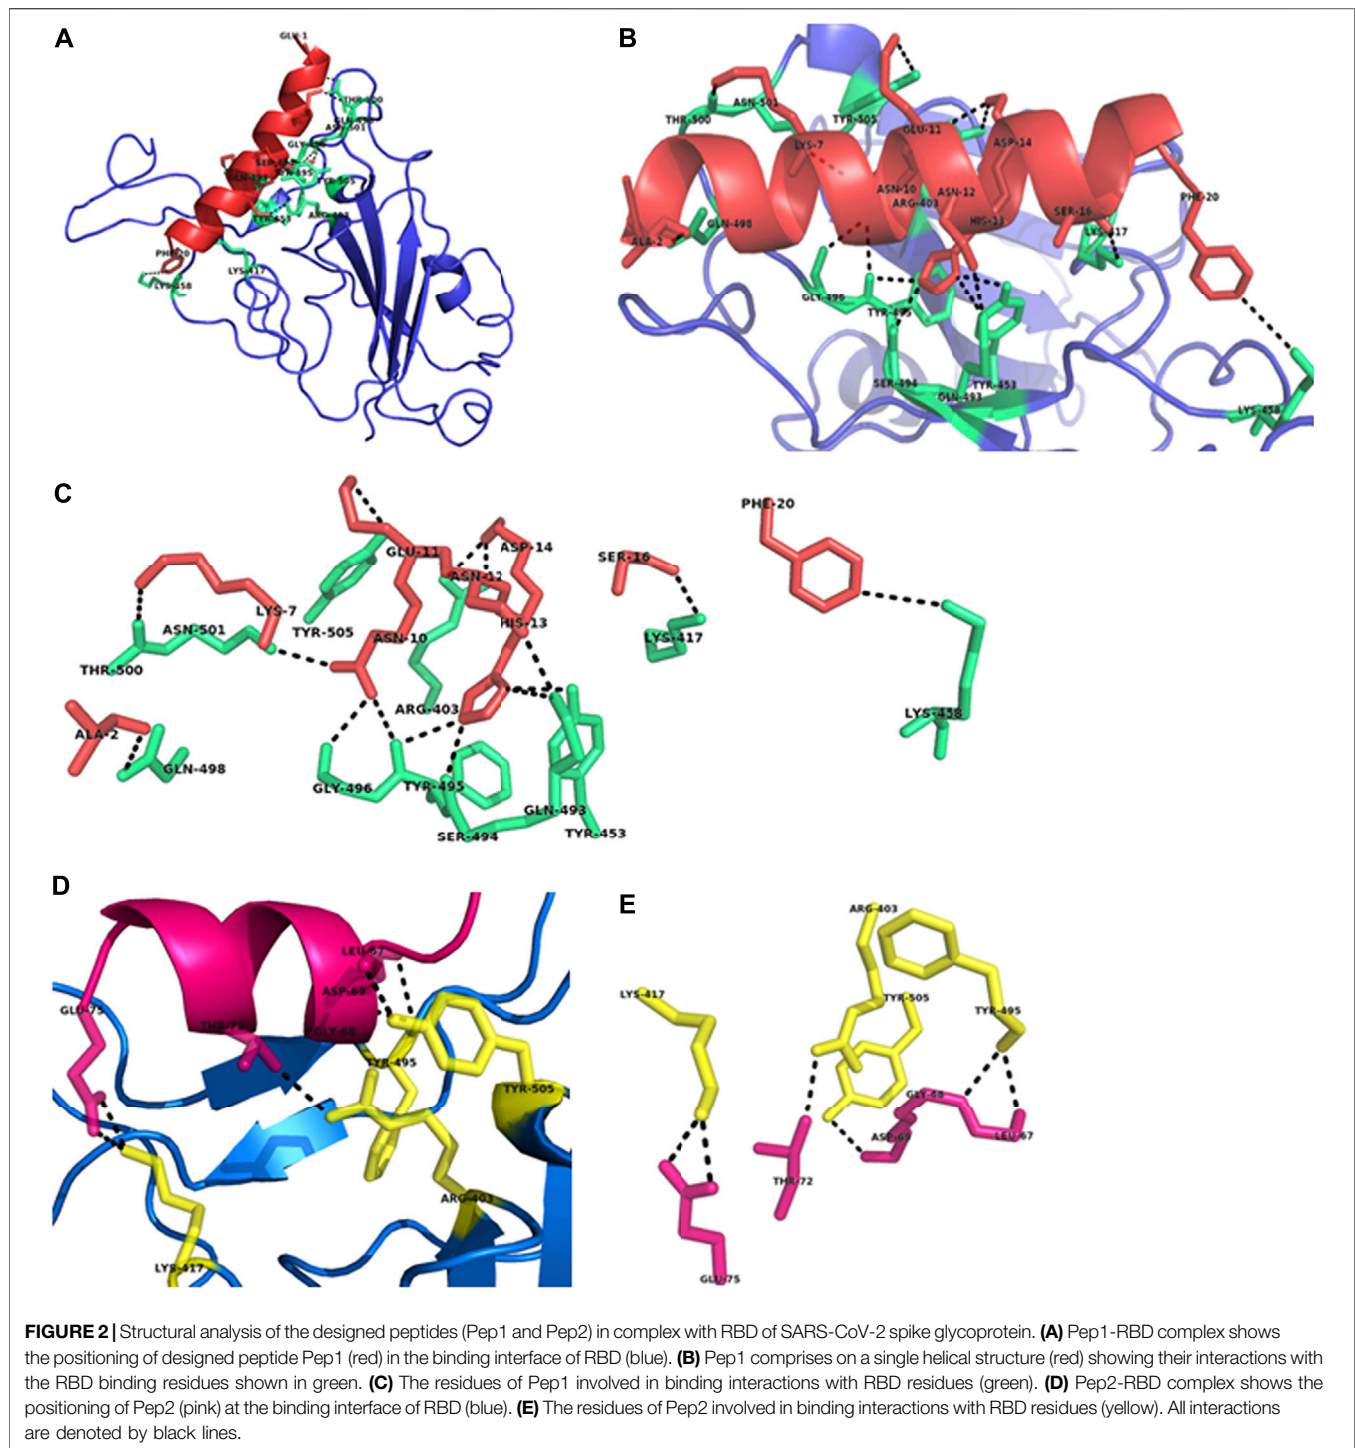 A
GLU-1
THR-500
ASN-501
TYR-505
LYS-417
PHE-20
LYS-458
B
ASN-501
THR-500
TYR-505
GLU-11
LYS-7
ASP-14
ASN-10
ASN-12
ARG-403
HIS-13
SER-16
PHE-20
LYS-417
GLN-498
ALA-2
GLY-496
TYR-495
SER-494
TYR-453
GLN-493
LYS-458
C
PHE-20
GLU-11
ASP-14
SER-16
ASN-12
LYS-7
HIS-13
ASN-501
TYR-505
ASN-10
LYS-417
THR-500
ARG-403
LYS-458
ALA-2
GLN-498
GLY-496
TYR-495
GLN-493
SER-494
TYR-453
D
LEU-67
ASP-69
GLU-75
GLY-68
TYR-495
TYR-505
ARG-403
LYS-417
E
ARG-403
LYS-417
TYR-505
TYR-495
GLY-68
ASP-69
LEU-67
THR-72
GLU-75
FIGURE 2 | Structural analysis of the designed peptides (Pep1 and Pep2) in complex with RBD of SARS-CoV-2 spike glycoprotein. (A) Pep1-RBD complex shows
the positioning of designed peptide Pep1 (red) in the binding interface of RBD (blue). (B) Pep1 comprises on a single helical structure (red) showing their interactions with
the RBD binding residues shown in green. (C) The residues of Pep1 involved in binding interactions with RBD residues (green). (D) Pep2-RBD complex shows the
positioning of Pep2 (pink) at the binding interface of RBD (blue). (E) The residues of Pep2 involved in binding interactions with RBD residues (yellow). All interactions
are denoted by black lines.